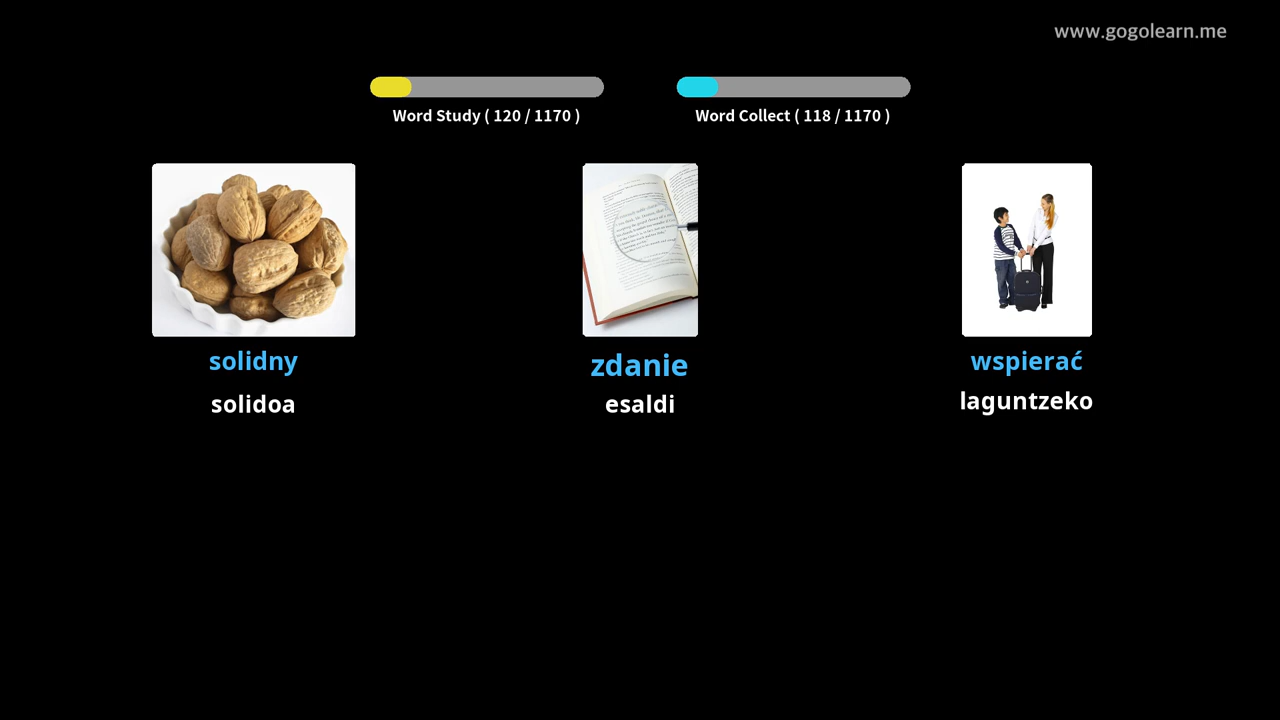 www.gogolearn.me
Word Study ( 120 / 1170 )
Word Collect ( 118 / 1170 )
solidny
zdanie
wspierać
solidoa
esaldi
laguntzeko